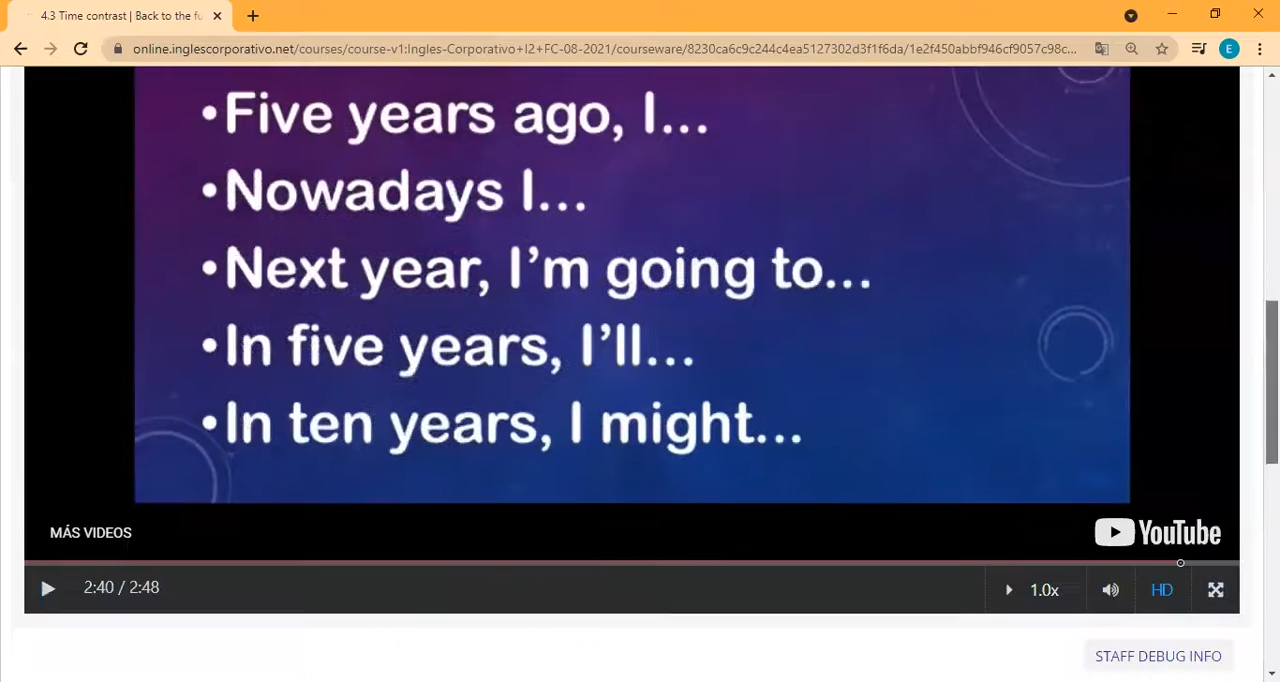 4.3 Time contrast | Back to the fu
online.inglescorporativo.net/courses/course-v1:Ingles-Corporativo+I2+FC-08-2021/courseware/8230ca6c9c244c4ea5127302d3f1f6da/1e2f450abbf946cf9057c98c...
E
•Five years ago, I...
•Nowadays I...
•Next year, I'm going to...
•In five years, I'll...
•In ten years, I might...
MÁS VIDEOS
YouTube
2:40 / 2:48
1.0x
HD
STAFF DEBUG INFO